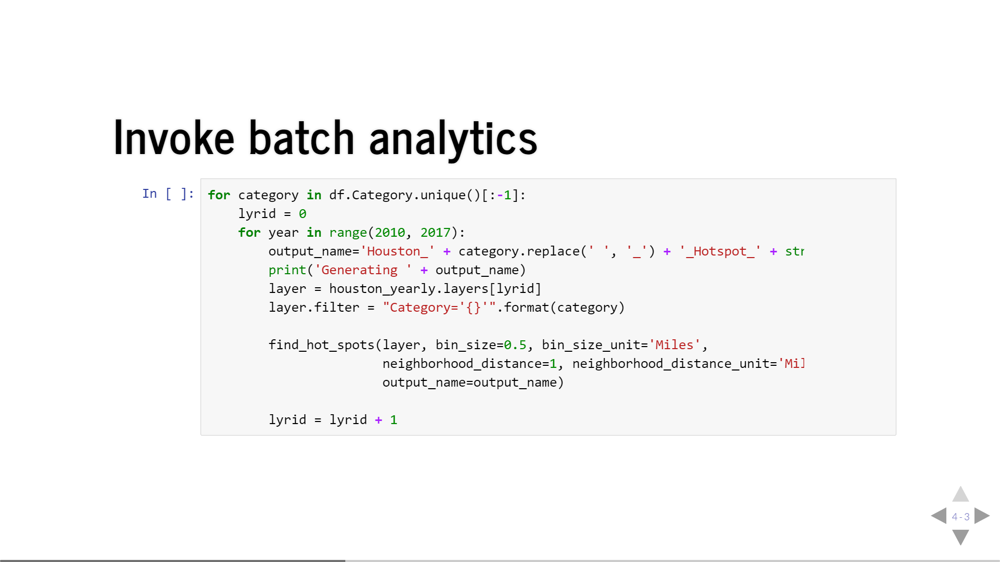 Invoke batch analytics
In [ ]:
for category in df.Category.unique()[:-1]:
    lyrid = 0
    for year in range(2010, 2017):
        output_name='Houston_' + category.replace(' ', '_') + '_Hotspot_' + str
        print('Generating ' + output_name)
        layer = houston_yearly.layers[lyrid]
        layer.filter = "Category='{}'".format(category)
        find_hot_spots(layer, bin_size=0.5, bin_size_unit='Miles',
                       neighborhood_distance=1, neighborhood_distance_unit='Mil
                       output_name=output_name)
        lyrid = lyrid + 1
4-3